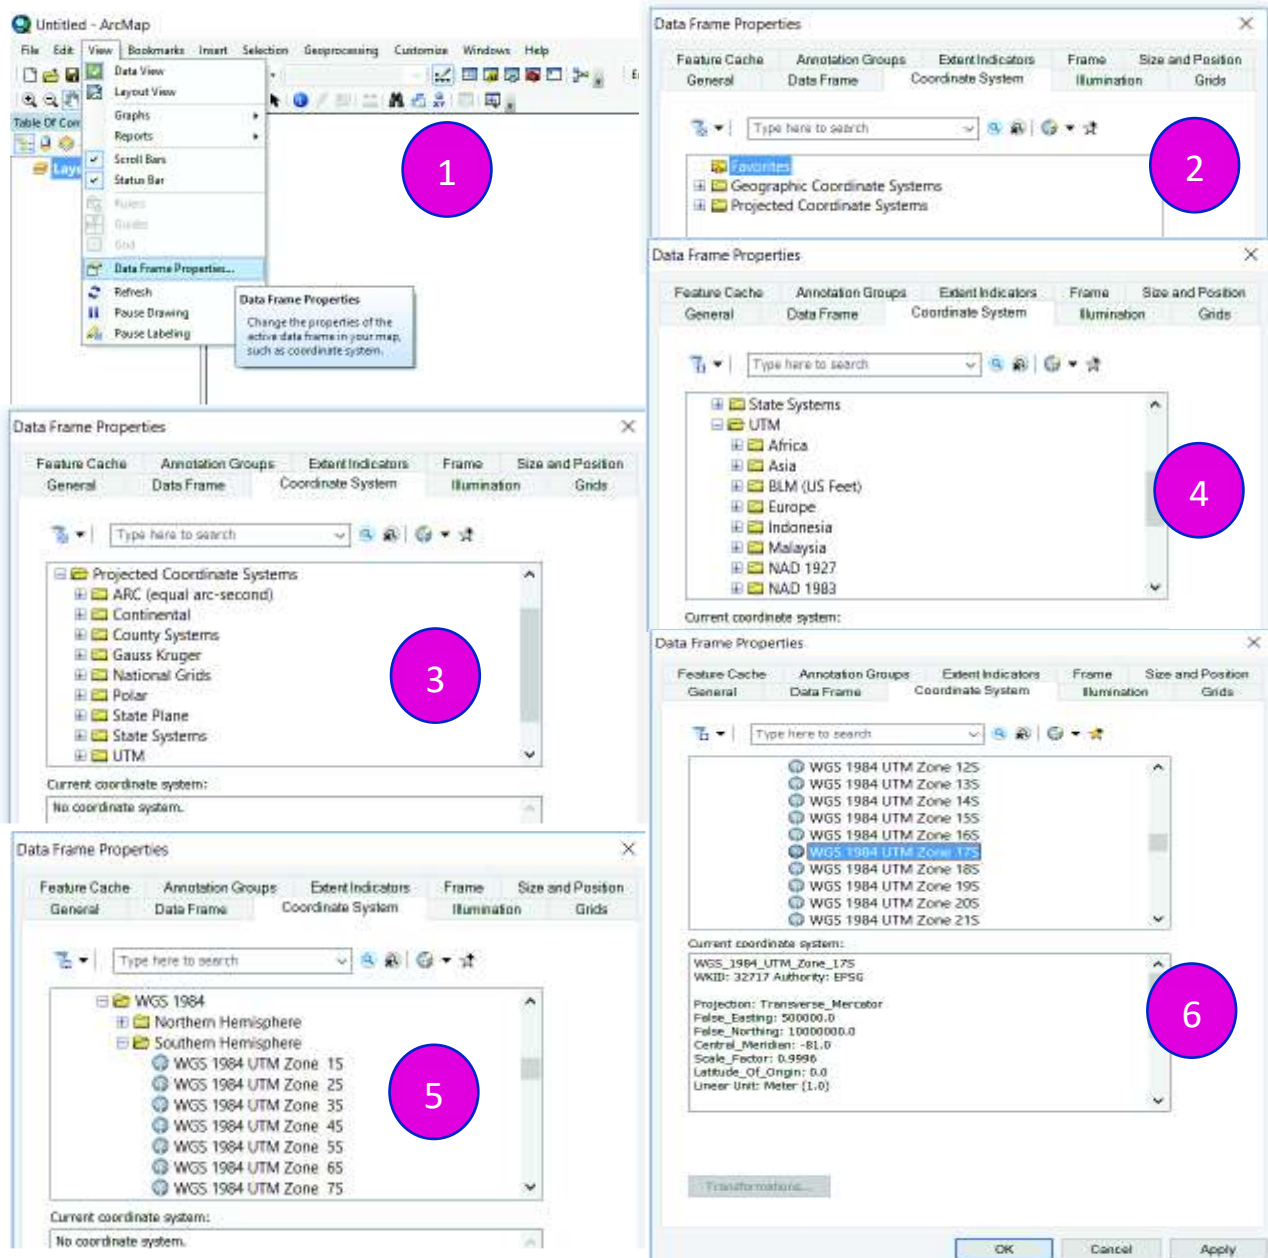 Untitled - ArcMap
File Edit View Bookmarks Insert Selection Geoprocessing Customize Windows Help
Table Of Con
Laye
Data View
Layout View
Graphs
Reports
Scroll Bars
Status Bar
Rulers
Guides
Grid
Data Frame Properties...
Refresh
Pause Drawing
Pause Labeling
Data Frame Properties
Change the properties of the
active data frame in your map,
such as coordinate system.
1
Data Frame Properties
Feature Cache Annotation Groups Extent Indicators Frame Size and Position
General Data Frame Coordinate System Illumination Grids
Type here to search
Favorites
Geographic Coordinate Systems
Projected Coordinate Systems
2
Data Frame Properties
Feature Cache Annotation Groups Extent Indicators Frame Size and Position
General Data Frame Coordinate System Illumination Grids
Type here to search
Projected Coordinate Systems
ARC (equal arc-second)
Continental
County Systems
Gauss Kruger
National Grids
Polar
State Plane
State Systems
UTM
Current coordinate system:
No coordinate system.
3
Data Frame Properties
Feature Cache Annotation Groups Extent Indicators Frame Size and Position
General Data Frame Coordinate System Illumination Grids
Type here to search
State Systems
UTM
Africa
Asia
BLM (US Feet)
Europe
Indonesia
Malaysia
NAD 1927
NAD 1983
Current coordinate system:
4
Data Frame Properties
Feature Cache Annotation Groups Extent Indicators Frame Size and Position
General Data Frame Coordinate System Illumination Grids
Type here to search
WGS 1984
Northern Hemisphere
Southern Hemisphere
WGS 1984 UTM Zone 1S
WGS 1984 UTM Zone 2S
WGS 1984 UTM Zone 3S
WGS 1984 UTM Zone 4S
WGS 1984 UTM Zone 5S
WGS 1984 UTM Zone 6S
WGS 1984 UTM Zone 7S
Current coordinate system:
No coordinate system.
5
Data Frame Properties
Feature Cache Annotation Groups Extent Indicators Frame Size and Position
General Data Frame Coordinate System Illumination Grids
Type here to search
WGS 1984 UTM Zone 12S
WGS 1984 UTM Zone 13S
WGS 1984 UTM Zone 14S
WGS 1984 UTM Zone 15S
WGS 1984 UTM Zone 16S
WGS 1984 UTM Zone 17S
WGS 1984 UTM Zone 18S
WGS 1984 UTM Zone 19S
WGS 1984 UTM Zone 20S
WGS 1984 UTM Zone 21S
Current coordinate system:
WGS_1984_UTM_Zone_17S
WKID: 32717 Authority: EPSG
Projection: Transverse_Mercator
False_Easting: 500000.0
False_Northing: 10000000.0
Central_Meridian: -81.0
Scale_Factor: 0.9996
Latitude_Of_Origin: 0.0
Linear Unit: Meter (1.0)
6
Transformations...
OK Cancel Apply